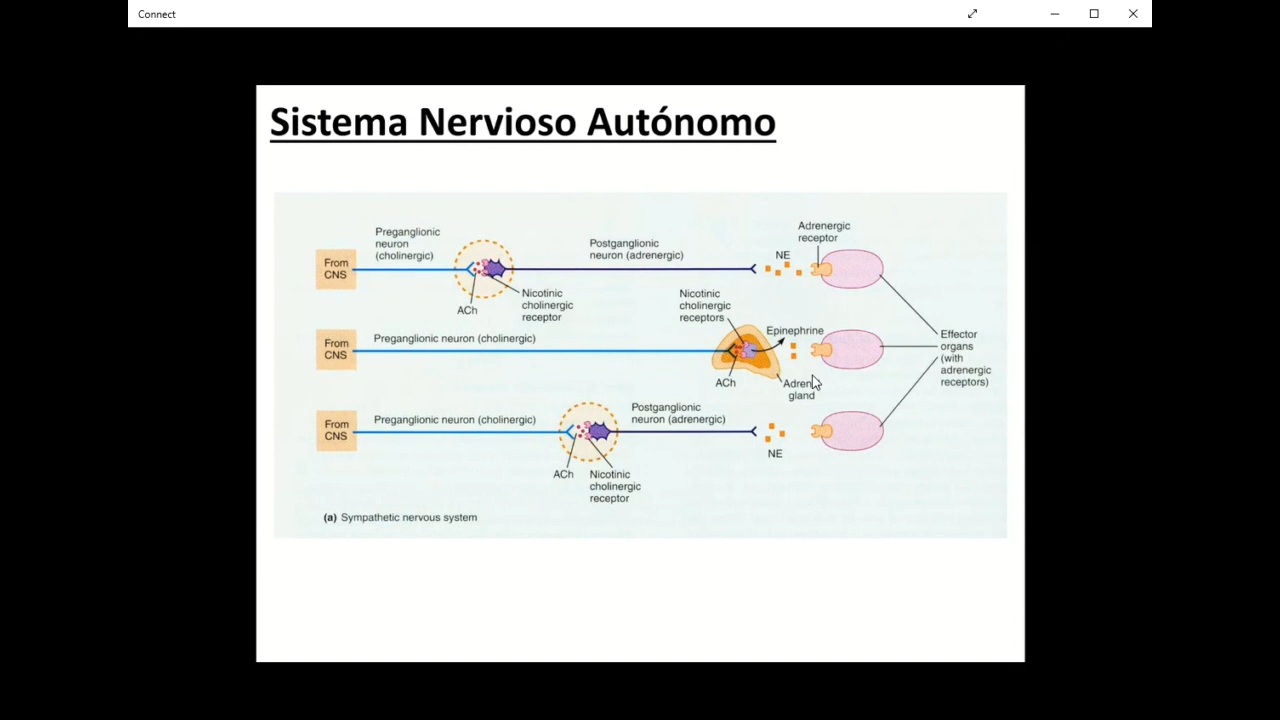 Connect
Sistema Nervioso Autónomo
Preganglionic
neuron
(cholinergic)
Postganglionic
neuron (adrenergic)
Adrenergic
receptor
NE
From
CNS
ACh
Nicotinic
cholinergic
receptor
Nicotinic
cholinergic
receptors
Epinephrine
From
CNS
Preganglionic neuron (cholinergic)
ACh
gland
Effector
organs
(with
adrenergic
receptors)
From
CNS
Preganglionic neuron (cholinergic)
Postganglionic
neuron (adrenergic)
NE
ACh
Nicotinic
cholinergic
receptor
(a) Sympathetic nervous system